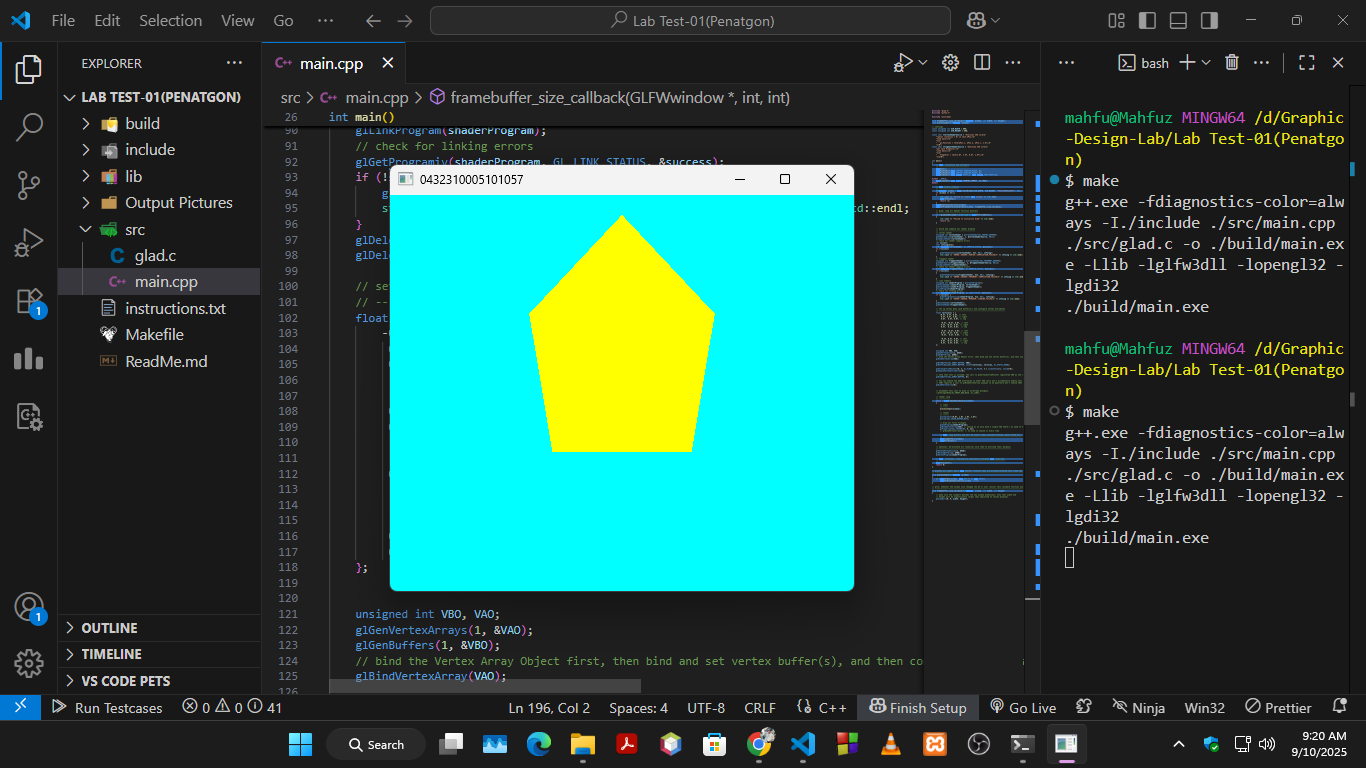 File Edit Selection View Go ··· Lab Test-01(Penatgon)
EXPLORER
LAB TEST-01(PENATGON)
build
include
lib
Output Pictures
src
glad.c
main.cpp
instructions.txt
Makefile
ReadMe.md
OUTLINE
TIMELINE
VS CODE PETS
1
1
main.cpp
src > main.cpp > framebuffer_size_callback(GLFWwindow *, int, int)
26 int main()
90 glLinkProgram(shaderProgram);
91 // check for linking errors
92 glGetProgramiv(shaderProgram, GL_LINK_STATUS, &success);
93 if (!
94 g
95 st d::endl;
96 }
97 glDel
98 glDel
99
100 // se
101 // --
102 float
103 -
104
105
106
107
108
109
110
111
112
113
114
115
116
117
118 };
119
120
121 unsigned int VBO, VAO;
122 glGenVertexArrays(1, &VAO);
123 glGenBuffers(1, &VBO);
124 // bind the Vertex Array Object first, then bind and set vertex buffer(s), and then co
125 glBindVertexArray(VAO);
126
0432310005101057
bash
mahfu@Mahfuz MINGW64 /d/Graphic
-Design-Lab/Lab Test-01(Penatgo
n)
$ make
g++.exe -fdiagnostics-color=alw
ays -I./include ./src/main.cpp
./src/glad.c -o ./build/main.ex
e -Llib -lglfw3dll -lopengl32 -
lgdi32
./build/main.exe
mahfu@Mahfuz MINGW64 /d/Graphic
-Design-Lab/Lab Test-01(Penatgo
n)
$ make
g++.exe -fdiagnostics-color=alw
ays -I./include ./src/main.cpp
./src/glad.c -o ./build/main.ex
e -Llib -lglfw3dll -lopengl32 -
lgdi32
./build/main.exe
Run Testcases 0 0 41 Ln 196, Col 2 Spaces: 4 UTF-8 CRLF {} C++ Finish Setup Go Live Ninja Win32 Prettier
Search
9:20 AM
9/10/2025